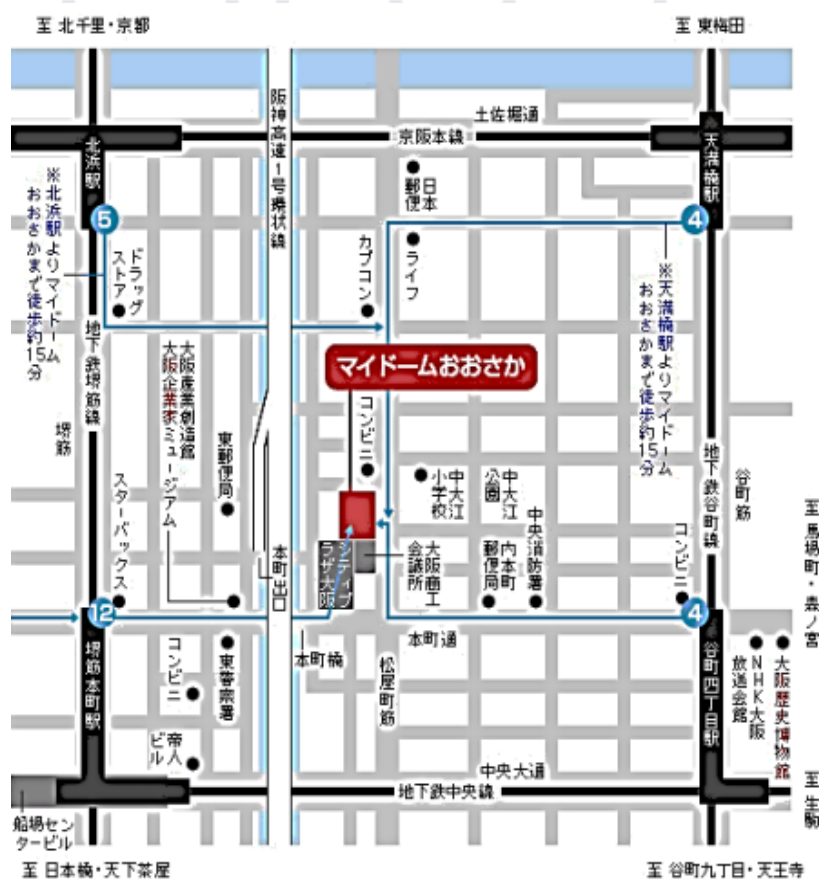 至 北千里・京都
至 東梅田
阪神高速1号環状線
土佐堀通
京阪本線
北浜駅
天満橋駅
日本
郵便
5
4
※北浜駅よりマイドーム
おおさかまで徒歩約15分
ドラッグ
ストア
カプコン
ライフ
※天満橋駅よりマイドーム
おおさかまで徒歩約15分
マイドームおおさか
地下鉄堺筋線
堺筋
大阪産業創造館
大阪企業家ミュージアム
東郵便局
コンビニ
中大江
小学校
中大江
公園
地下鉄谷町線
谷町筋
スターバックス
本町出口
シティプ
ラザ大阪
大阪商工
会議所
内本町
郵便局
中央消防署
コンビニ
至 馬場町・森ノ宮
12
4
本町通
本町橋
堺筋本町駅
コンビニ
東警察署
松屋町筋
谷町四丁目駅
NHK大阪
放送会館
大阪歴史博物館
帝人
ビル
中央大通
地下鉄中央線
至 生駒
船場セン
タービル
至 日本橋・天下茶屋
至 谷町九丁目・天王寺